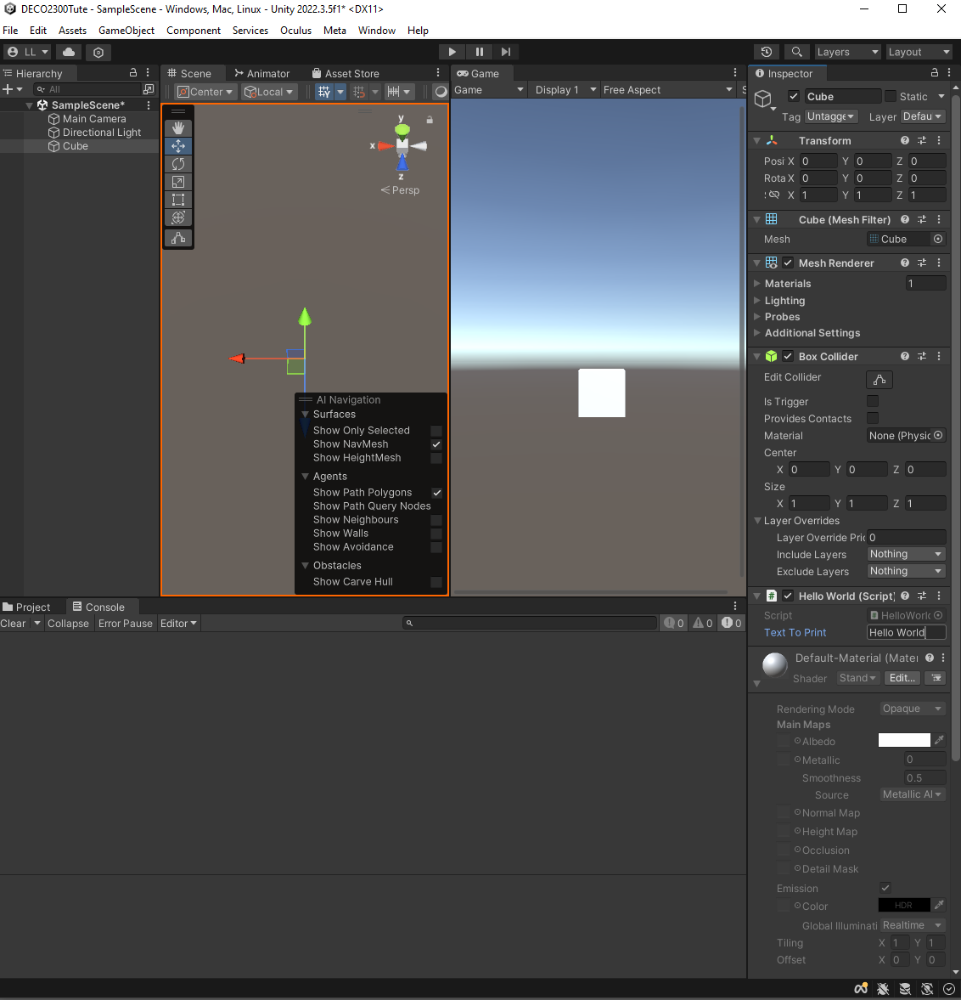 DECO2300Tute - SampleScene - Windows, Mac, Linux - Unity 2022.3.5f1* <DX11>
File Edit Assets GameObject Component Services Oculus Meta Window Help
LL Layers Layout
Hierarchy
All
SampleScene*
Main Camera
Directional Light
Cube
Scene Animator Asset Store
Center Local
y
x
z
Persp
AI Navigation
Surfaces
Show Only Selected
Show NavMesh
Show HeightMesh
Agents
Show Path Polygons
Show Path Query Nodes
Show Neighbours
Show Walls
Show Avoidance
Obstacles
Show Carve Hull
Game
Game Display 1 Free Aspect S
Project Console
Clear Collapse Error Pause Editor 0 0 0
Inspector
Cube Static
Tag Untagge Layer Defau
Transform
Posi X 0 Y 0 Z 0
Rota X 0 Y 0 Z 0
X 1 Y 1 Z 1
Cube (Mesh Filter)
Mesh Cube
Mesh Renderer
Materials 1
Lighting
Probes
Additional Settings
Box Collider
Edit Collider
Is Trigger
Provides Contacts
Material None (Physic
Center
X 0 Y 0 Z 0
Size
X 1 Y 1 Z 1
Layer Overrides
Layer Override Pric 0
Include Layers Nothing
Exclude Layers Nothing
# Hello World (Script)
Script HelloWorl
Text To Print Hello World
Default-Material (Mater
Shader Stand Edit...
Rendering Mode Opaque
Main Maps
Albedo
Metallic 0
Smoothness 0.5
Source Metallic Al
Normal Map
Height Map
Occlusion
Detail Mask
Emission
Color HDR
Global Illuminati Realtime
Tiling X 1 Y 1
Offset X 0 Y 0